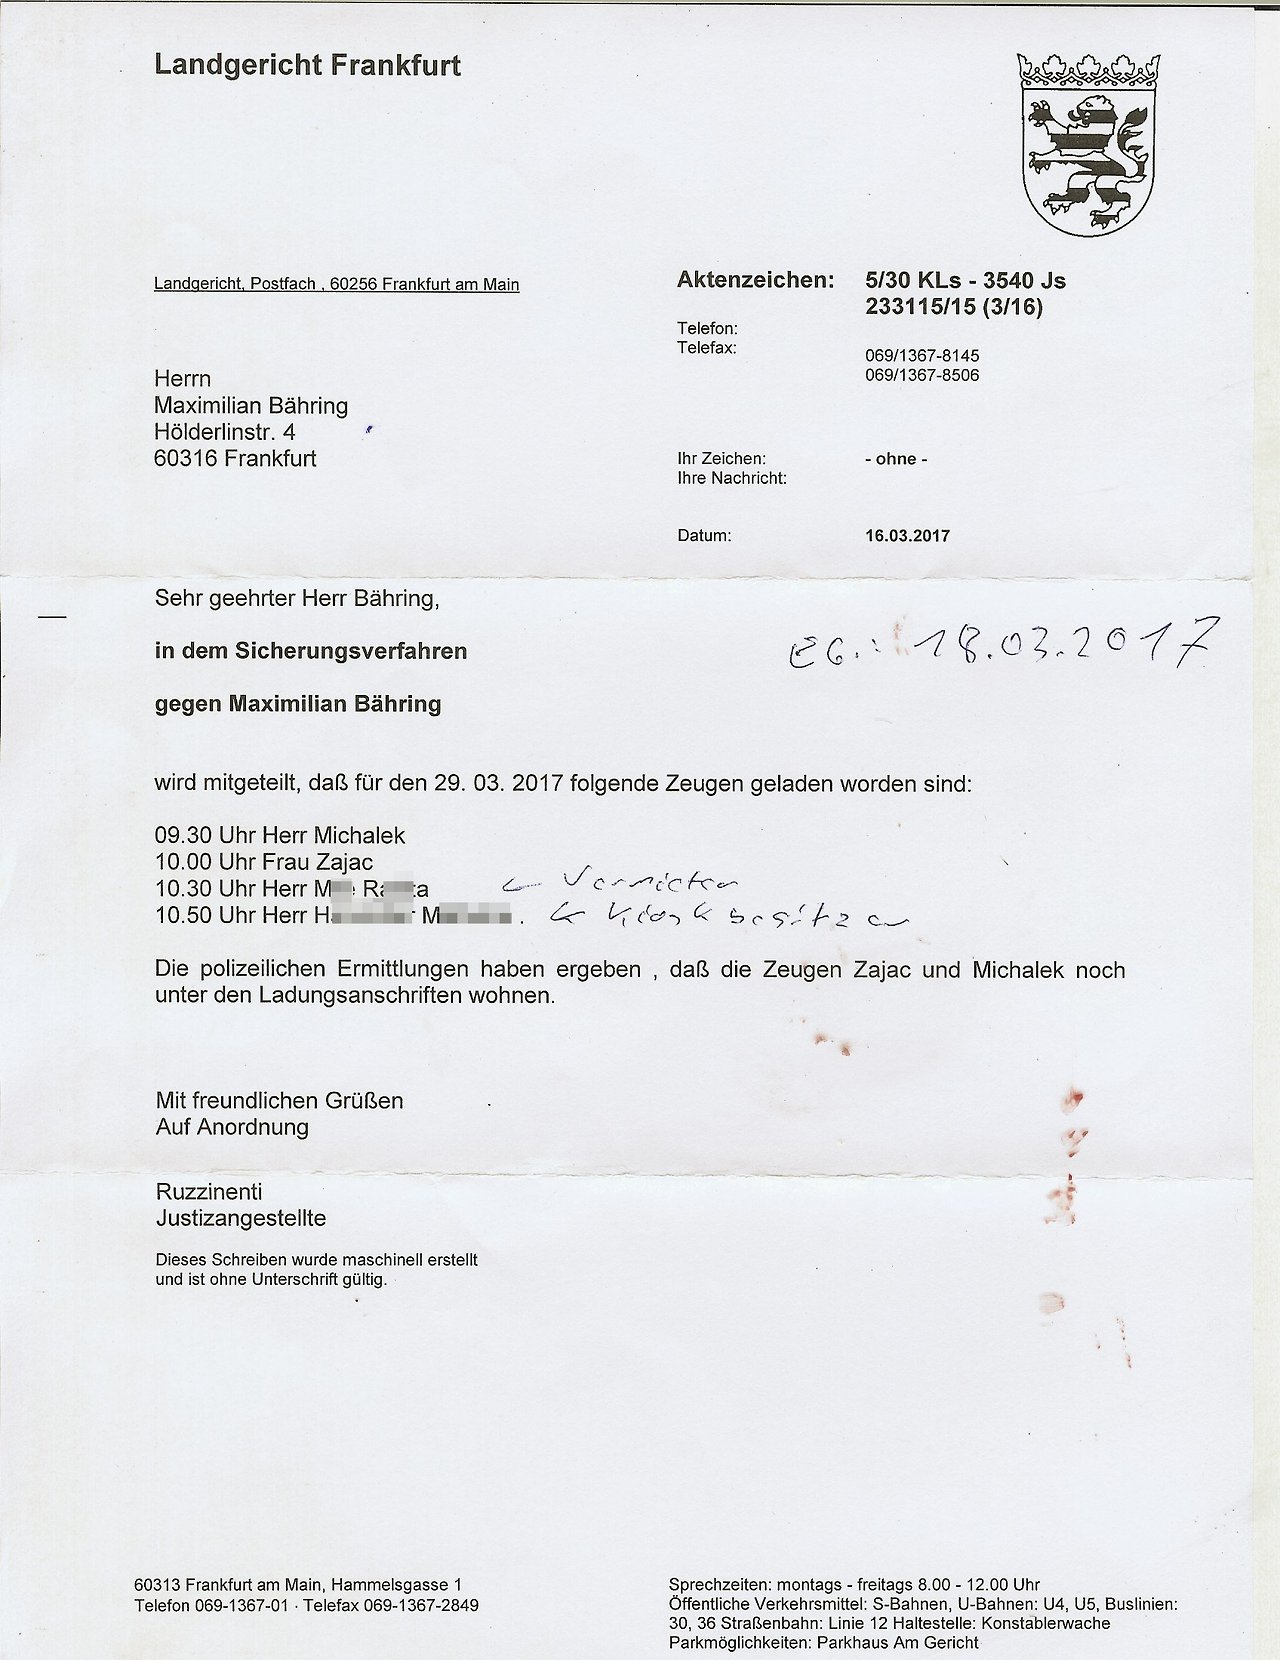 Landgericht Frankfurt
Landgericht, Postfach , 60256 Frankfurt am Main
Aktenzeichen: 5/30 KLs - 3540 Js
233115/15 (3/16)
Telefon:
Telefax:
069/1367-8145
069/1367-8506
Herrn
Maximilian Bähring
Hölderlinstr. 4
60316 Frankfurt
Ihr Zeichen: - ohne -
Ihre Nachricht:
Datum: 16.03.2017
Sehr geehrter Herr Bähring,
EG.: 18.03.2017
in dem Sicherungsverfahren
gegen Maximilian Bähring
wird mitgeteilt, daß für den 29. 03. 2017 folgende Zeugen geladen worden sind:
09.30 Uhr Herr Michalek
10.00 Uhr Frau Zajac
10.30 Uhr Herr ← Vermieter
10.50 Uhr Herr ← Kioskbesitzer
Die polizeilichen Ermittlungen haben ergeben , daß die Zeugen Zajac und Michalek noch
unter den Ladungsanschriften wohnen.
Mit freundlichen Grüßen
Auf Anordnung
Ruzzinenti
Justizangestellte
Dieses Schreiben wurde maschinell erstellt
und ist ohne Unterschrift gültig.
60313 Frankfurt am Main, Hammelsgasse 1
Telefon 069-1367-01 · Telefax 069-1367-2849
Sprechzeiten: montags - freitags 8.00 - 12.00 Uhr
Öffentliche Verkehrsmittel: S-Bahnen, U-Bahnen: U4, U5, Buslinien:
30, 36 Straßenbahn: Linie 12 Haltestelle: Konstablerwache
Parkmöglichkeiten: Parkhaus Am Gericht